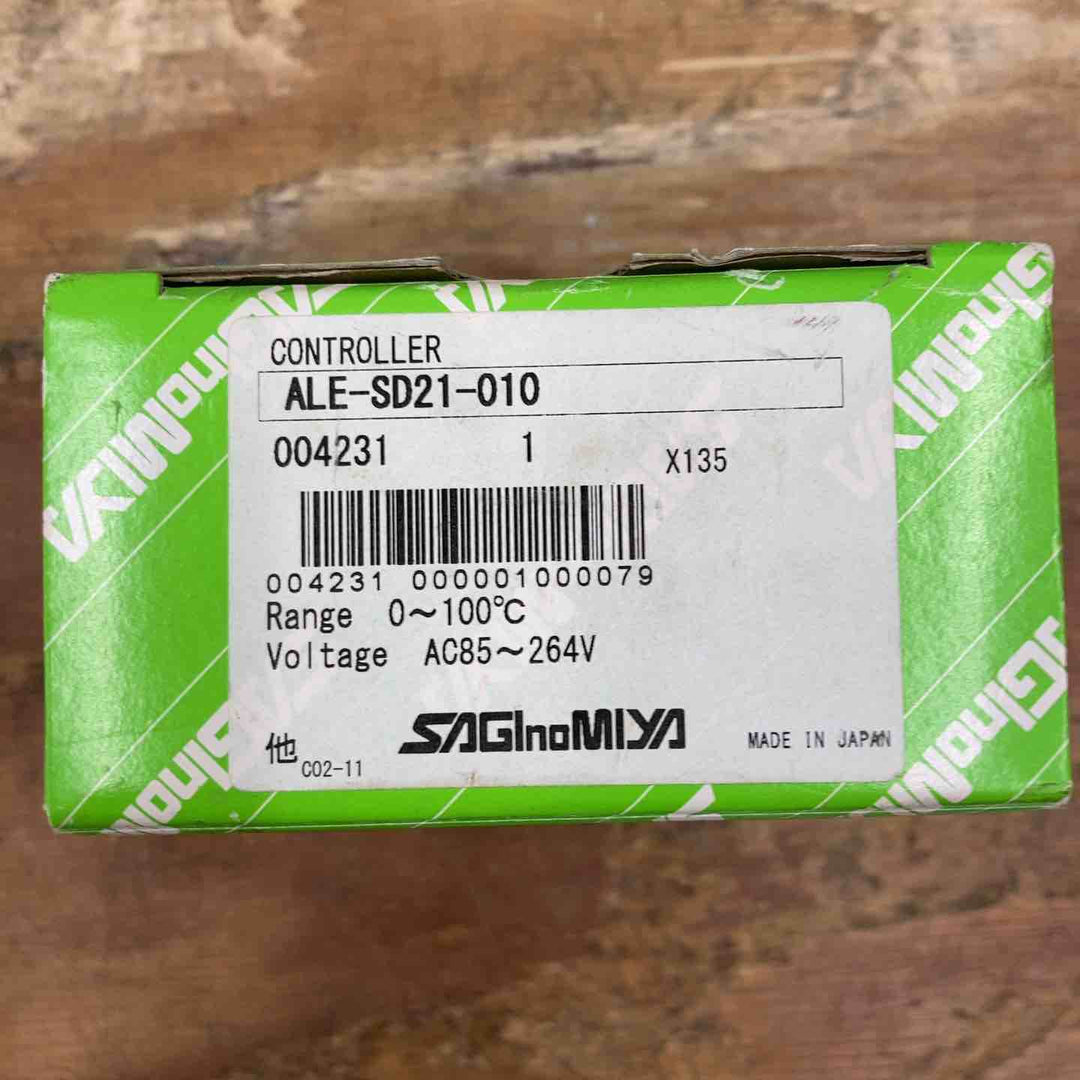 CONTROLLER
ALE-SD21-010
004231 1 X135
004231 000001000079
Range 0～100℃
Voltage AC85～264V
他 C02-11
SAGInoMIYA
MADE IN JAPAN